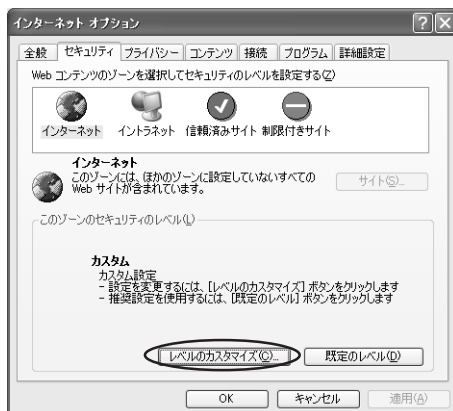 インターネット オプション
全般 セキュリティ プライバシー コンテンツ 接続 プログラム 詳細設定
Web コンテンツのゾーンを選択してセキュリティのレベルを設定する(Z)
インターネット イントラネット 信頼済みサイト 制限付きサイト
インターネット
このゾーンには、ほかのゾーンに設定していないすべての
Web サイトが含まれています。
サイト(S)...
このゾーンのセキュリティのレベル(L)
カスタム
カスタム設定
- 設定を変更するには、[レベルのカスタマイズ] ボタンをクリックします
- 推奨設定を使用するには、[既定のレベル] ボタンをクリックします
レベルのカスタマイズ(C)... 既定のレベル(D)
OK キャンセル 適用(A)